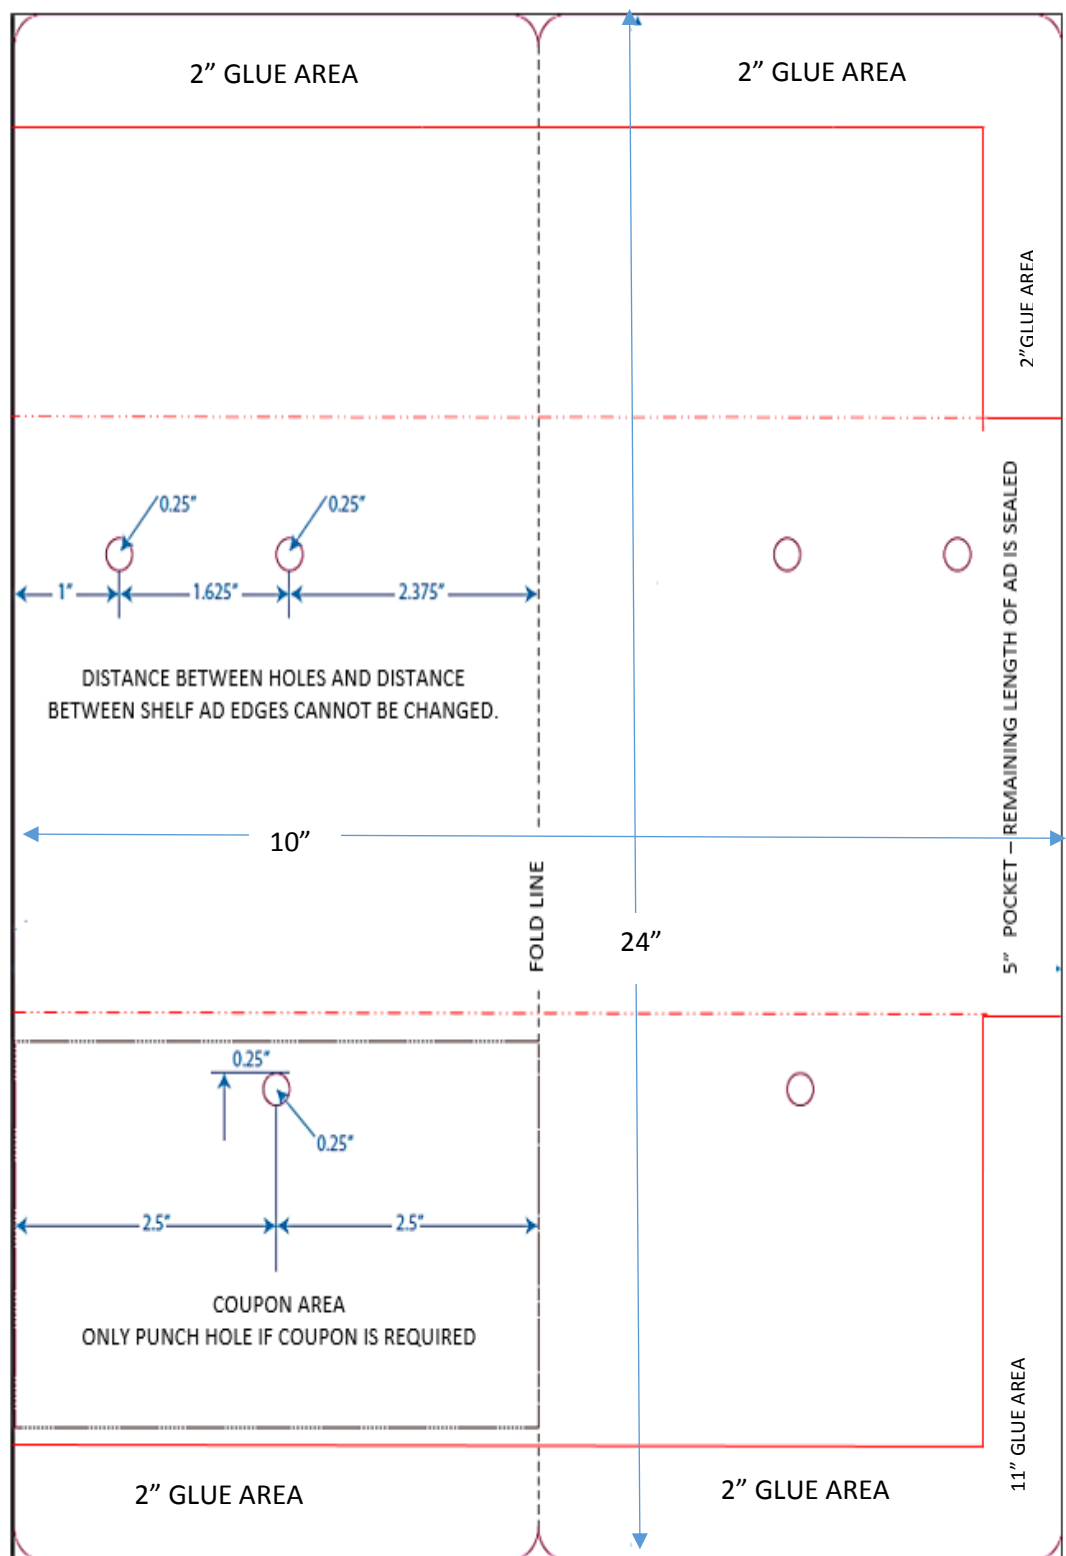 2” GLUE AREA
2” GLUE AREA
2”GLUE AREA
0.25"
0.25"
1"
1.625"
2.375"
DISTANCE BETWEEN HOLES AND DISTANCE
BETWEEN SHELF AD EDGES CANNOT BE CHANGED.
5” POCKET – REMAINING LENGTH OF AD IS SEALED
10”
FOLD LINE
24”
0.25"
0.25"
2.5"
2.5"
COUPON AREA
ONLY PUNCH HOLE IF COUPON IS REQUIRED
11” GLUE AREA
2” GLUE AREA
2” GLUE AREA